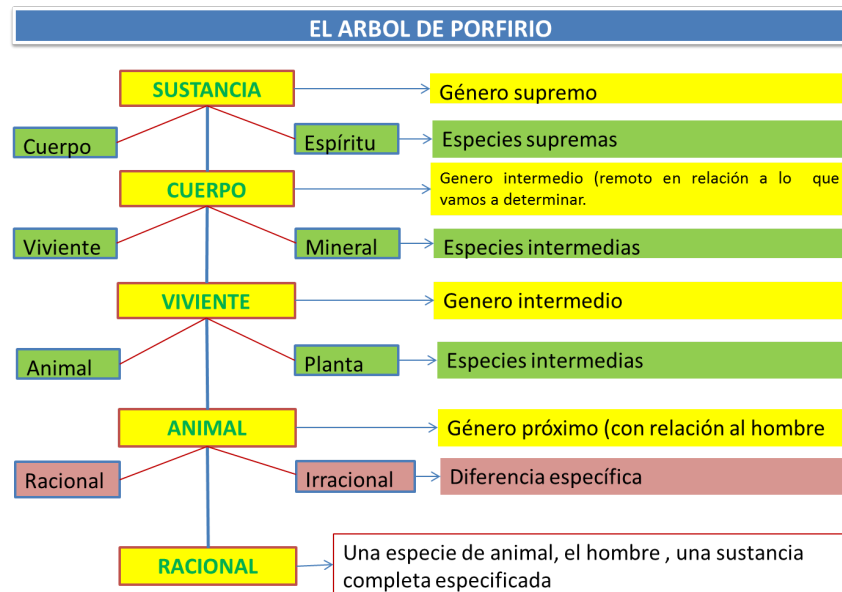 EL ARBOL DE PORFIRIO
SUSTANCIA
Género supremo
Cuerpo
Espíritu
Especies supremas
CUERPO
Genero intermedio (remoto en relación a lo que
vamos a determinar.
Viviente
Mineral
Especies intermedias
VIVIENTE
Genero intermedio
Animal
Planta
Especies intermedias
ANIMAL
Género próximo (con relación al hombre
Racional
Irracional
Diferencia específica
RACIONAL
Una especie de animal, el hombre , una sustancia
completa especificada